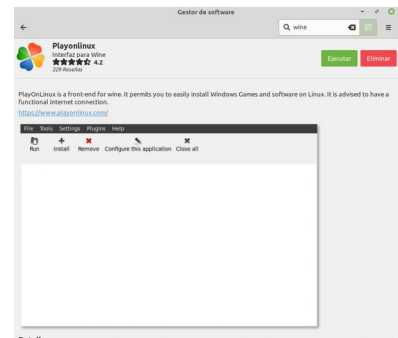 Gestor de software
wine
Playonlinux
Interfaz para Wine
4.2
229 Reseñas
Ejecutar
Eliminar
PlayOnLinux is a front-end for wine. It permits you to easily install Windows Games and software on Linux. It is advised to have a
functional internet connection.
https://www.playonlinux.com/
File Tools Settings Plugins Help
Run Install Remove Configure this application Close all